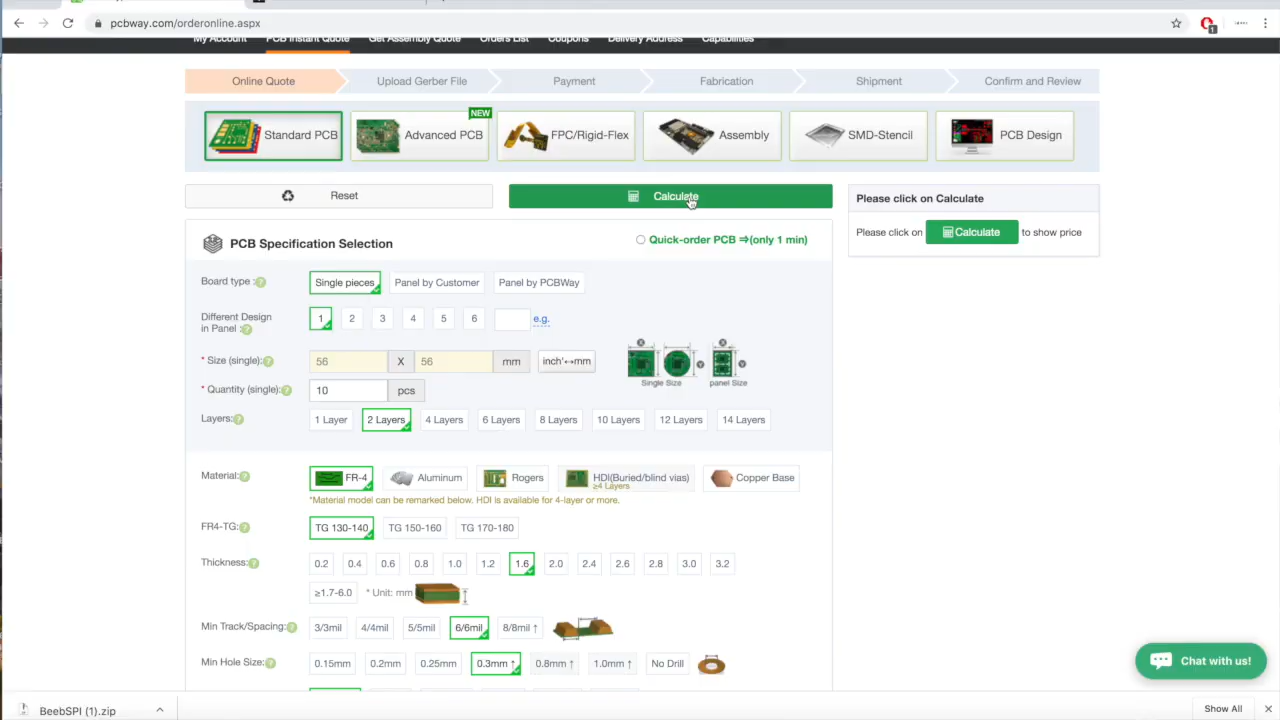 pcbway.com/orderonline.aspx
My Account PCB Instant Quote Get Assembly Quote Orders List Coupons Delivery Address Capabilities
Online Quote Upload Gerber File Payment Fabrication Shipment Confirm and Review
NEW
Standard PCB Advanced PCB FPC/Rigid-Flex Assembly SMD-Stencil PCB Design
Reset Calculate
Please click on Calculate
Please click on Calculate to show price
PCB Specification Selection
Quick-order PCB ⇒(only 1 min)
Board type :? Single pieces Panel by Customer Panel by PCBWay
Different Design
in Panel :? 1 2 3 4 5 6 e.g.
* Size (single):? 56 X 56 mm inch'↔mm
X Y X Y
Single Size panel Size
* Quantity (single):? 10 pcs
Layers:? 1 Layer 2 Layers 4 Layers 6 Layers 8 Layers 10 Layers 12 Layers 14 Layers
Material:? FR-4 Aluminum Rogers HDI(Buried/blind vias) Copper Base
≥4 Layers
*Material model can be remarked below. HDI is available for 4-layer or more.
FR4-TG:? TG 130-140 TG 150-160 TG 170-180
Thickness:? 0.2 0.4 0.6 0.8 1.0 1.2 1.6 2.0 2.4 2.6 2.8 3.0 3.2
≥1.7-6.0 * Unit: mm
Min Track/Spacing:? 3/3mil 4/4mil 5/5mil 6/6mil 8/8mil ↑
Min Hole Size:? 0.15mm 0.2mm 0.25mm 0.3mm ↑ 0.8mm ↑ 1.0mm ↑ No Drill
Chat with us!
BeebSPI (1).zip
Show All